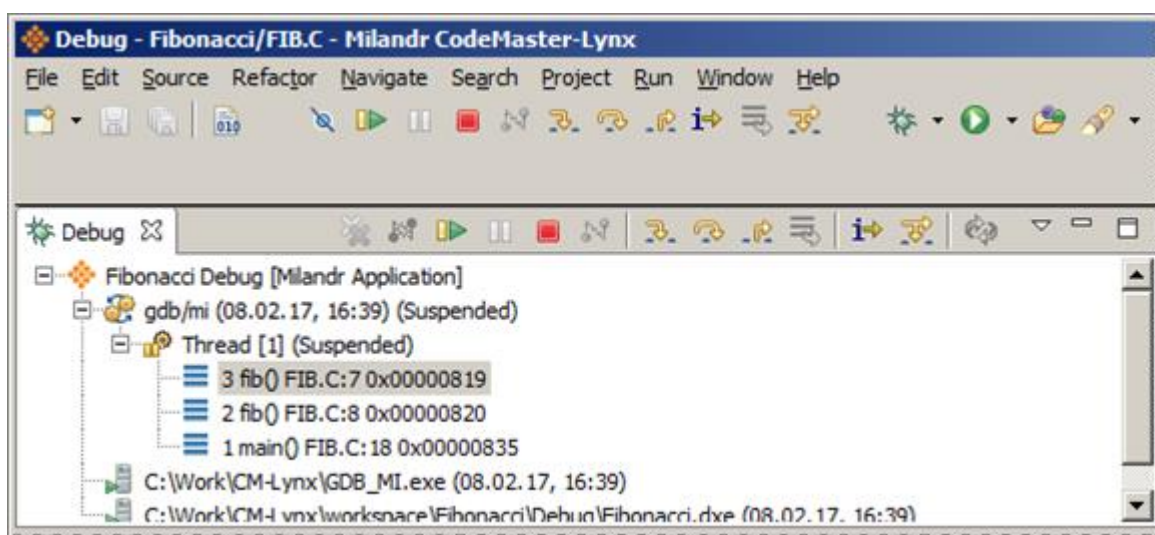 Debug - Fibonacci/FIB.C - Milandr CodeMaster-Lynx
File Edit Source Refactor Navigate Search Project Run Window Help
010 i
Debug i
Fibonacci Debug [Milandr Application]
gdb/mi (08.02.17, 16:39) (Suspended)
Thread [1] (Suspended)
3 fib() FIB.C:7 0x00000819
2 fib() FIB.C:8 0x00000820
1 main() FIB.C:18 0x00000835
C:\Work\CM-Lynx\GDB_MI.exe (08.02.17, 16:39)
C:\Work\CM-Lynx\workspace\Fibonacci\Debug\Fibonacci.dxe (08.02.17, 16:39)